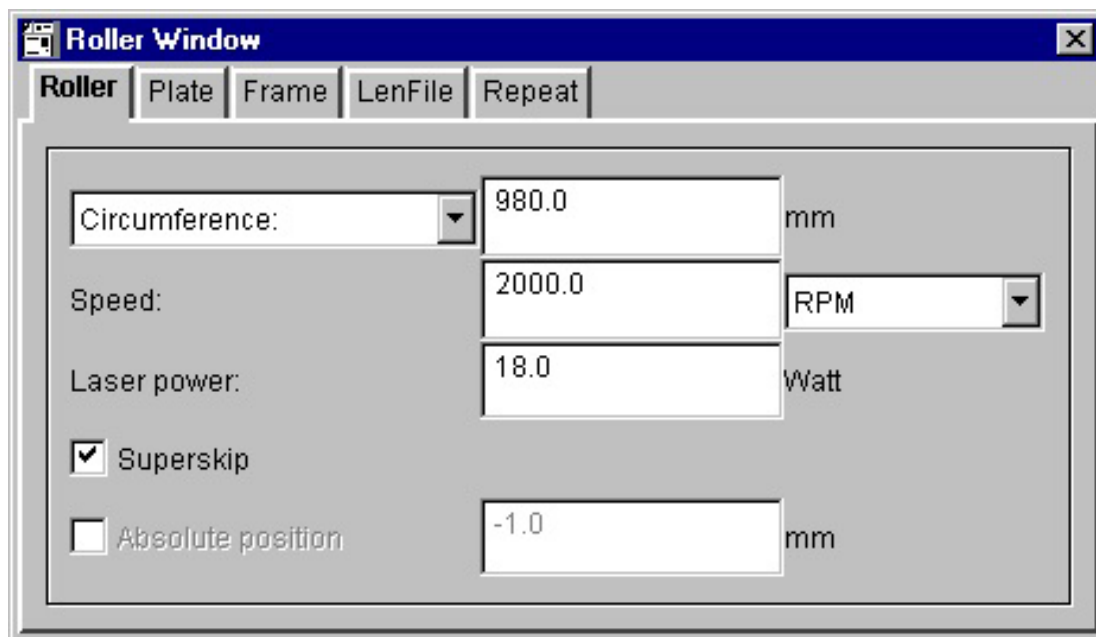 Roller Window
Roller Plate Frame LenFile Repeat
Circumference: 980.0 mm
Speed: 2000.0 RPM
Laser power: 18.0 Watt
Superskip
Absolute position -1.0 mm